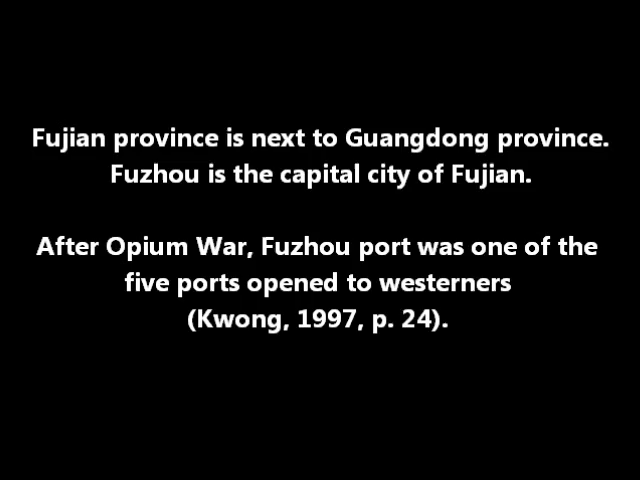 Fujian province is next to Guangdong province.
Fuzhou is the capital city of Fujian.
After Opium War, Fuzhou port was one of the
five ports opened to westerners
(Kwong, 1997, p. 24).